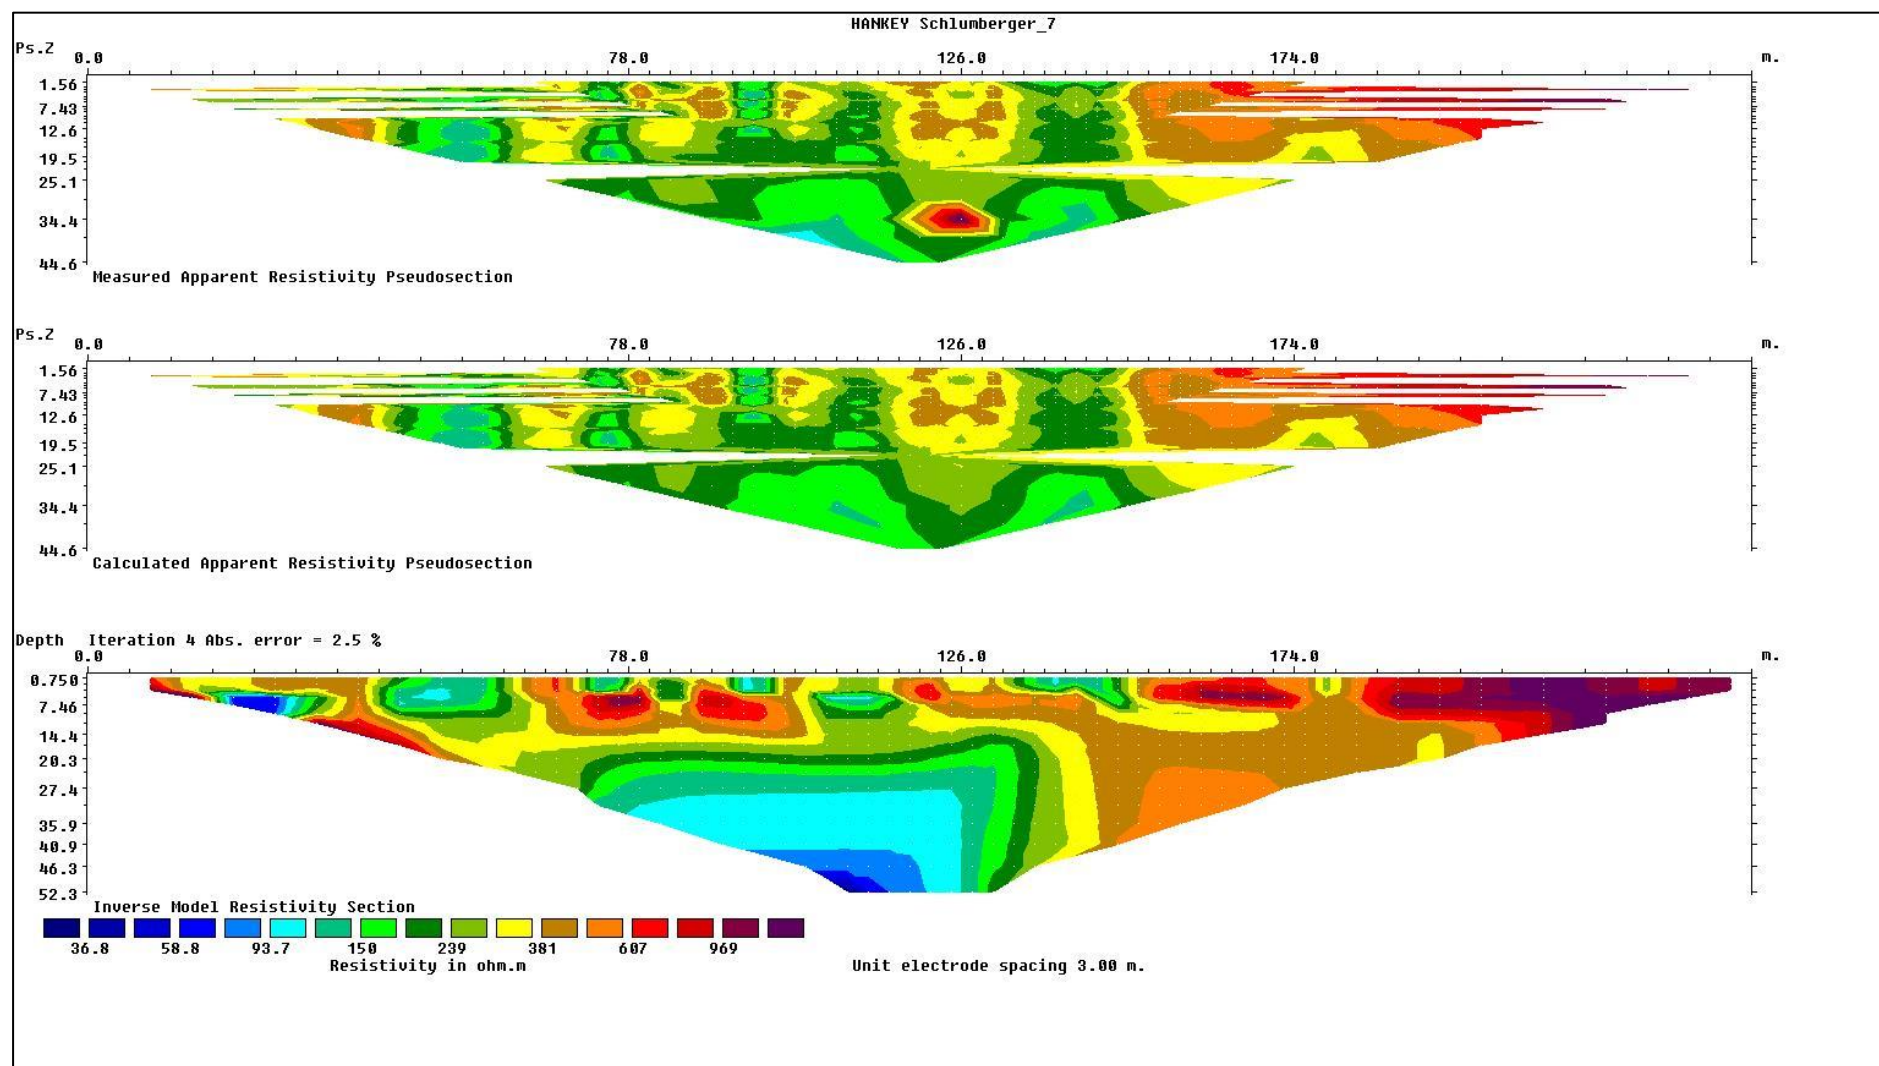 HANKEY Schlumberger_7
Ps.Z 0.0 78.0 126.0 174.0 m.
1.56
7.43
12.6
19.5
25.1
34.4
44.6
Measured Apparent Resistivity Pseudosection
Ps.Z 0.0 78.0 126.0 174.0 m.
1.56
7.43
12.6
19.5
25.1
34.4
44.6
Calculated Apparent Resistivity Pseudosection
Depth Iteration 4 Abs. error = 2.5 %
0.0 78.0 126.0 174.0 m.
0.750
7.46
14.4
20.3
27.4
35.9
40.9
46.3
52.3
Inverse Model Resistivity Section
36.8 58.8 93.7 150 239 381 607 969
Resistivity in ohm.m Unit electrode spacing 3.00 m.